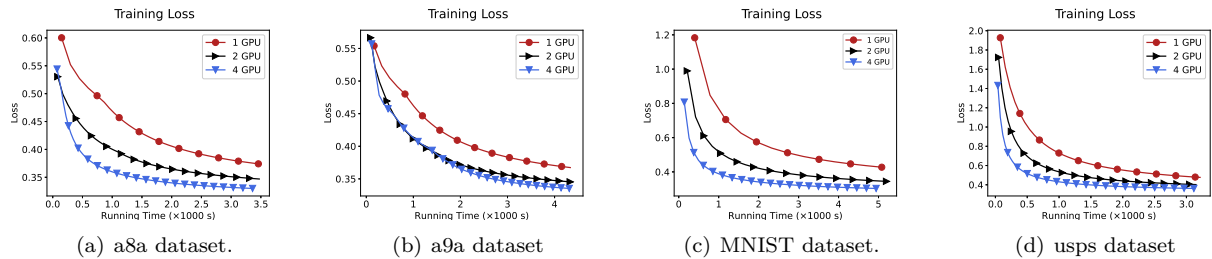 Training Loss
0.60
0.55
0.50
0.45
0.40
0.35
Loss
1 GPU
2 GPU
4 GPU
0.0 0.5 1.0 1.5 2.0 2.5 3.0 3.5
Running Time (×1000 s)
(a) a8a dataset.
Training Loss
0.55
0.50
0.45
0.40
0.35
Loss
1 GPU
2 GPU
4 GPU
0 1 2 3 4
Running Time (×1000 s)
(b) a9a dataset
Training Loss
1.2
1.0
0.8
0.6
0.4
Loss
1 GPU
2 GPU
4 GPU
0 1 2 3 4 5
Running Time (×1000 s)
(c) MNIST dataset.
Training Loss
2.0
1.8
1.6
1.4
1.2
1.0
0.8
0.6
0.4
Loss
1 GPU
2 GPU
4 GPU
0.0 0.5 1.0 1.5 2.0 2.5 3.0
Running Time (×1000 s)
(d) usps dataset